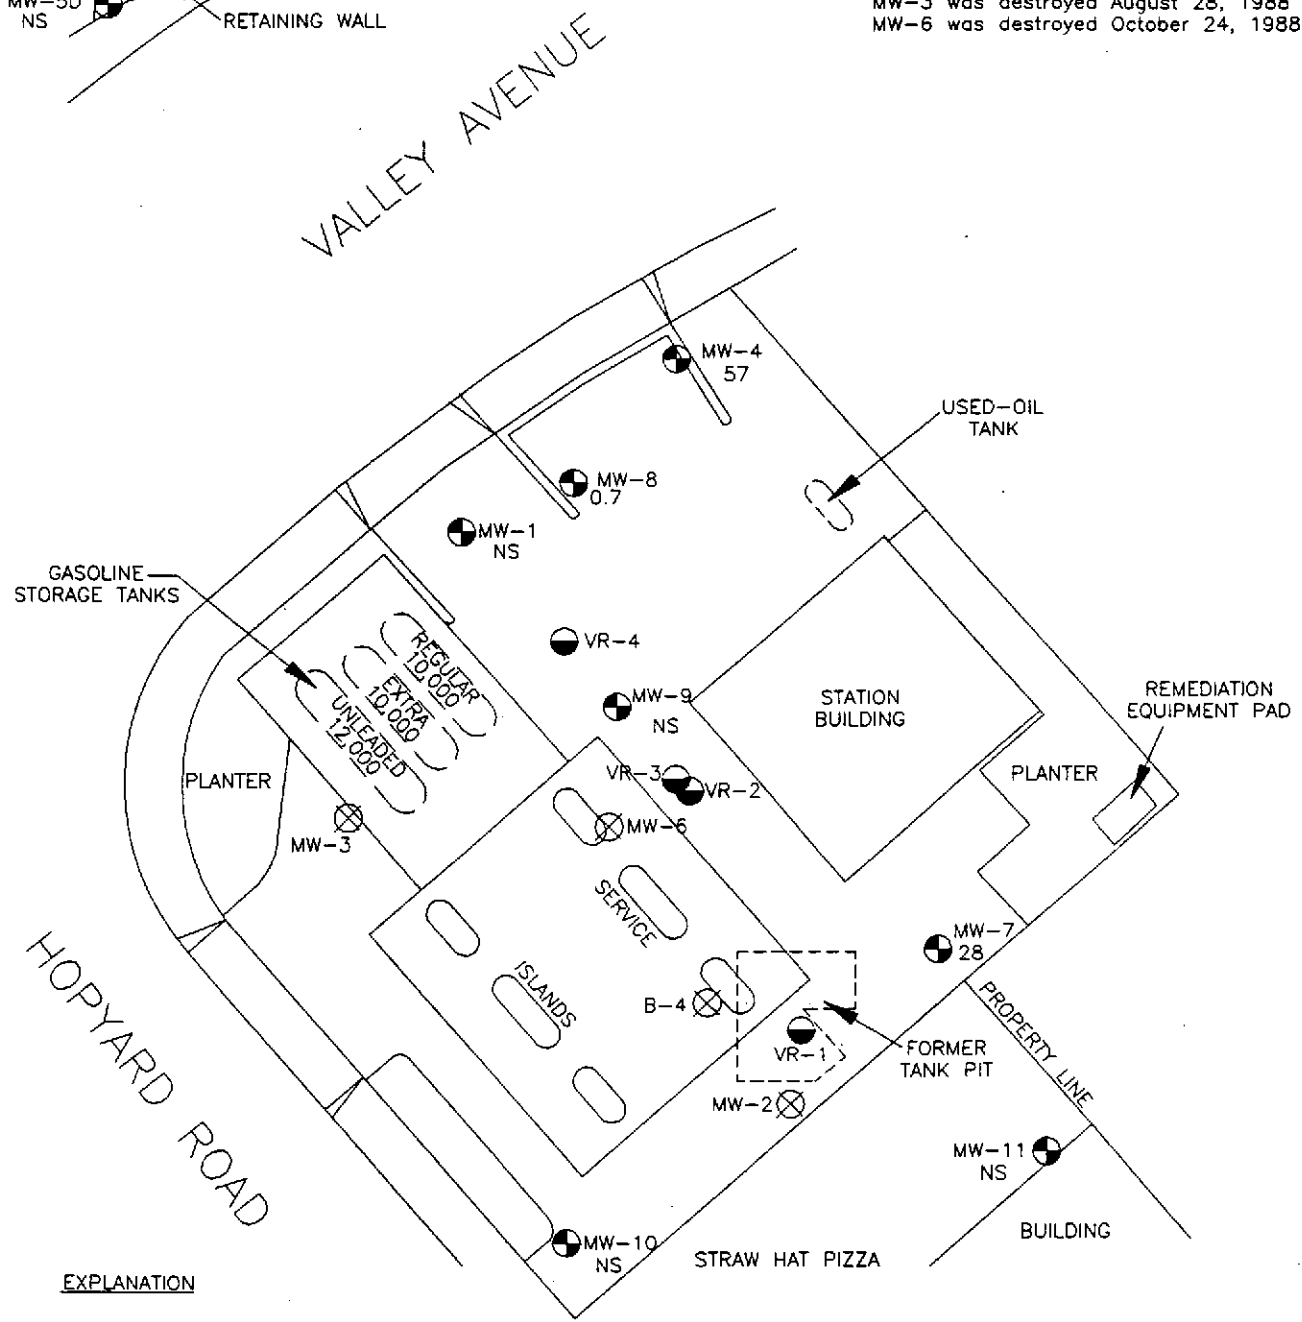 MW-5D
NS
RETAINING WALL
MW-3 was destroyed August 28, 1988
MW-6 was destroyed October 24, 1988
VALLEY AVENUE
MW-4
57
USED-OIL
TANK
MW-8
0.7
MW-1
NS
GASOLINE
STORAGE TANKS
REGULAR
10,000
EXTRA
10,000
UNLEADED
12,000
VR-4
MW-9
NS
STATION
BUILDING
REMEDIATION
EQUIPMENT PAD
PLANTER
PLANTER
VR-3
VR-2
MW-3
MW-6
SERVICE
ISLANDS
MW-7
28
B-4
VR-1
FORMER
TANK PIT
PROPERTY LINE
HOPYARD ROAD
MW-2
MW-11
NS
BUILDING
MW-10
NS
STRAW HAT PIZZA
EXPLANATION